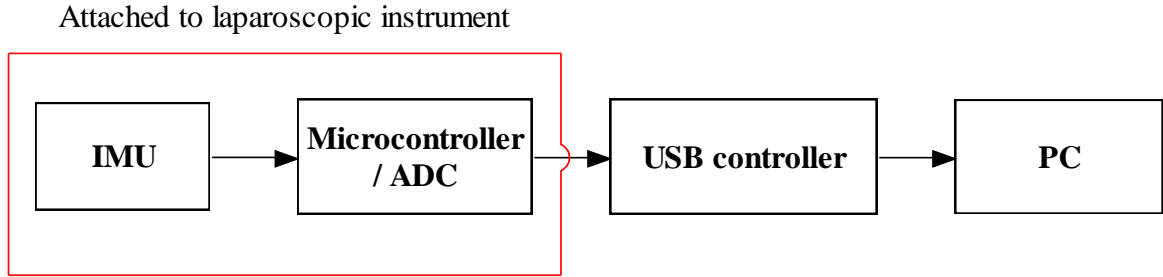 Attached to laparoscopic instrument
IMU
Microcontroller
/ ADC
USB controller
PC